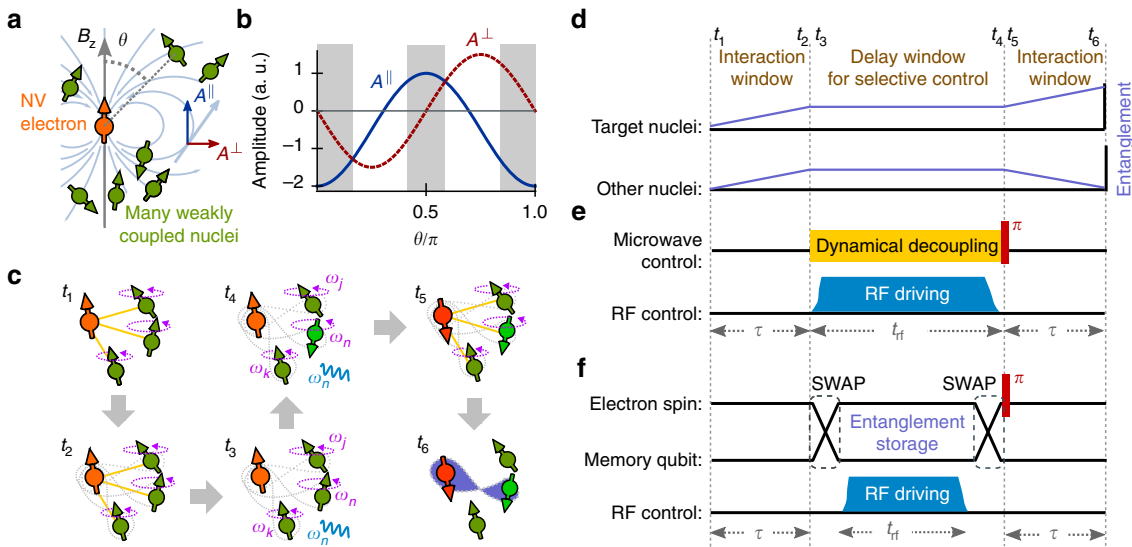 a
B_z
θ
NV
electron
A^∥
A^⊥
Many weakly
coupled nuclei
b
A^⊥
A^∥
Amplitude (a. u.)
1
0
−1
−2
0.5
1.0
θ/π
c
t_1
t_4
ω_j
ω_n
ω_k
ω_n
t_5
t_2
t_3
ω_j
ω_n
ω_k
ω_n
t_6
d
t_1 t_2 t_3 t_4 t_5 t_6
Interaction
window
Delay window
for selective control
Interaction
window
Target nuclei:
Other nuclei:
Entanglement
e
π
Microwave
control:
Dynamical decoupling
RF driving
RF control:
τ t_rf τ
f
SWAP SWAP π
Electron spin:
Entanglement
storage
Memory qubit:
RF driving
RF control:
τ t_rf τ